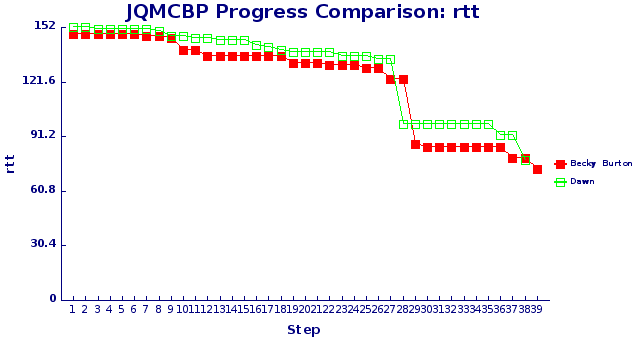 JQMCBP Progress Comparison: rtt
152
121.6
91.2
60.8
30.4
0
rtt
1 2 3 4 5 6 7 8 9 10 11 12 13 14 15 16 17 18 19 20 21 22 23 24 25 26 27 28 29 30 31 32 33 34 35 36 37 38 39
Step
Becky Burton
Dawn